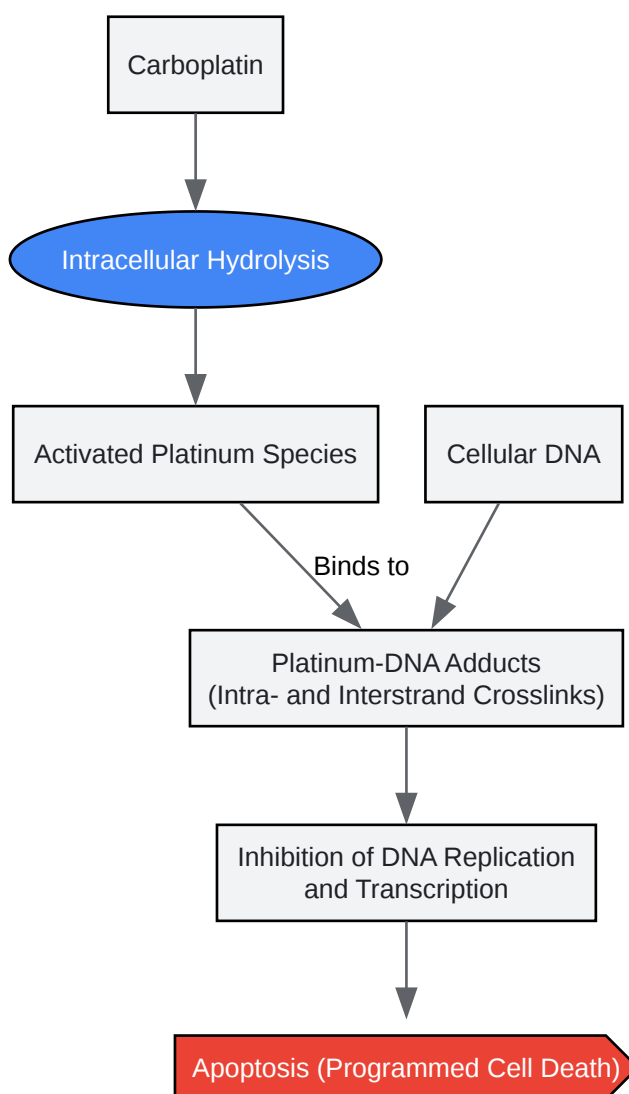 Carboplatin
Intracellular Hydrolysis
Activated Platinum Species
Cellular DNA
Binds to
Platinum-DNA Adducts
(Intra- and Interstrand Crosslinks)
Inhibition of DNA Replication
and Transcription
Apoptosis (Programmed Cell Death)